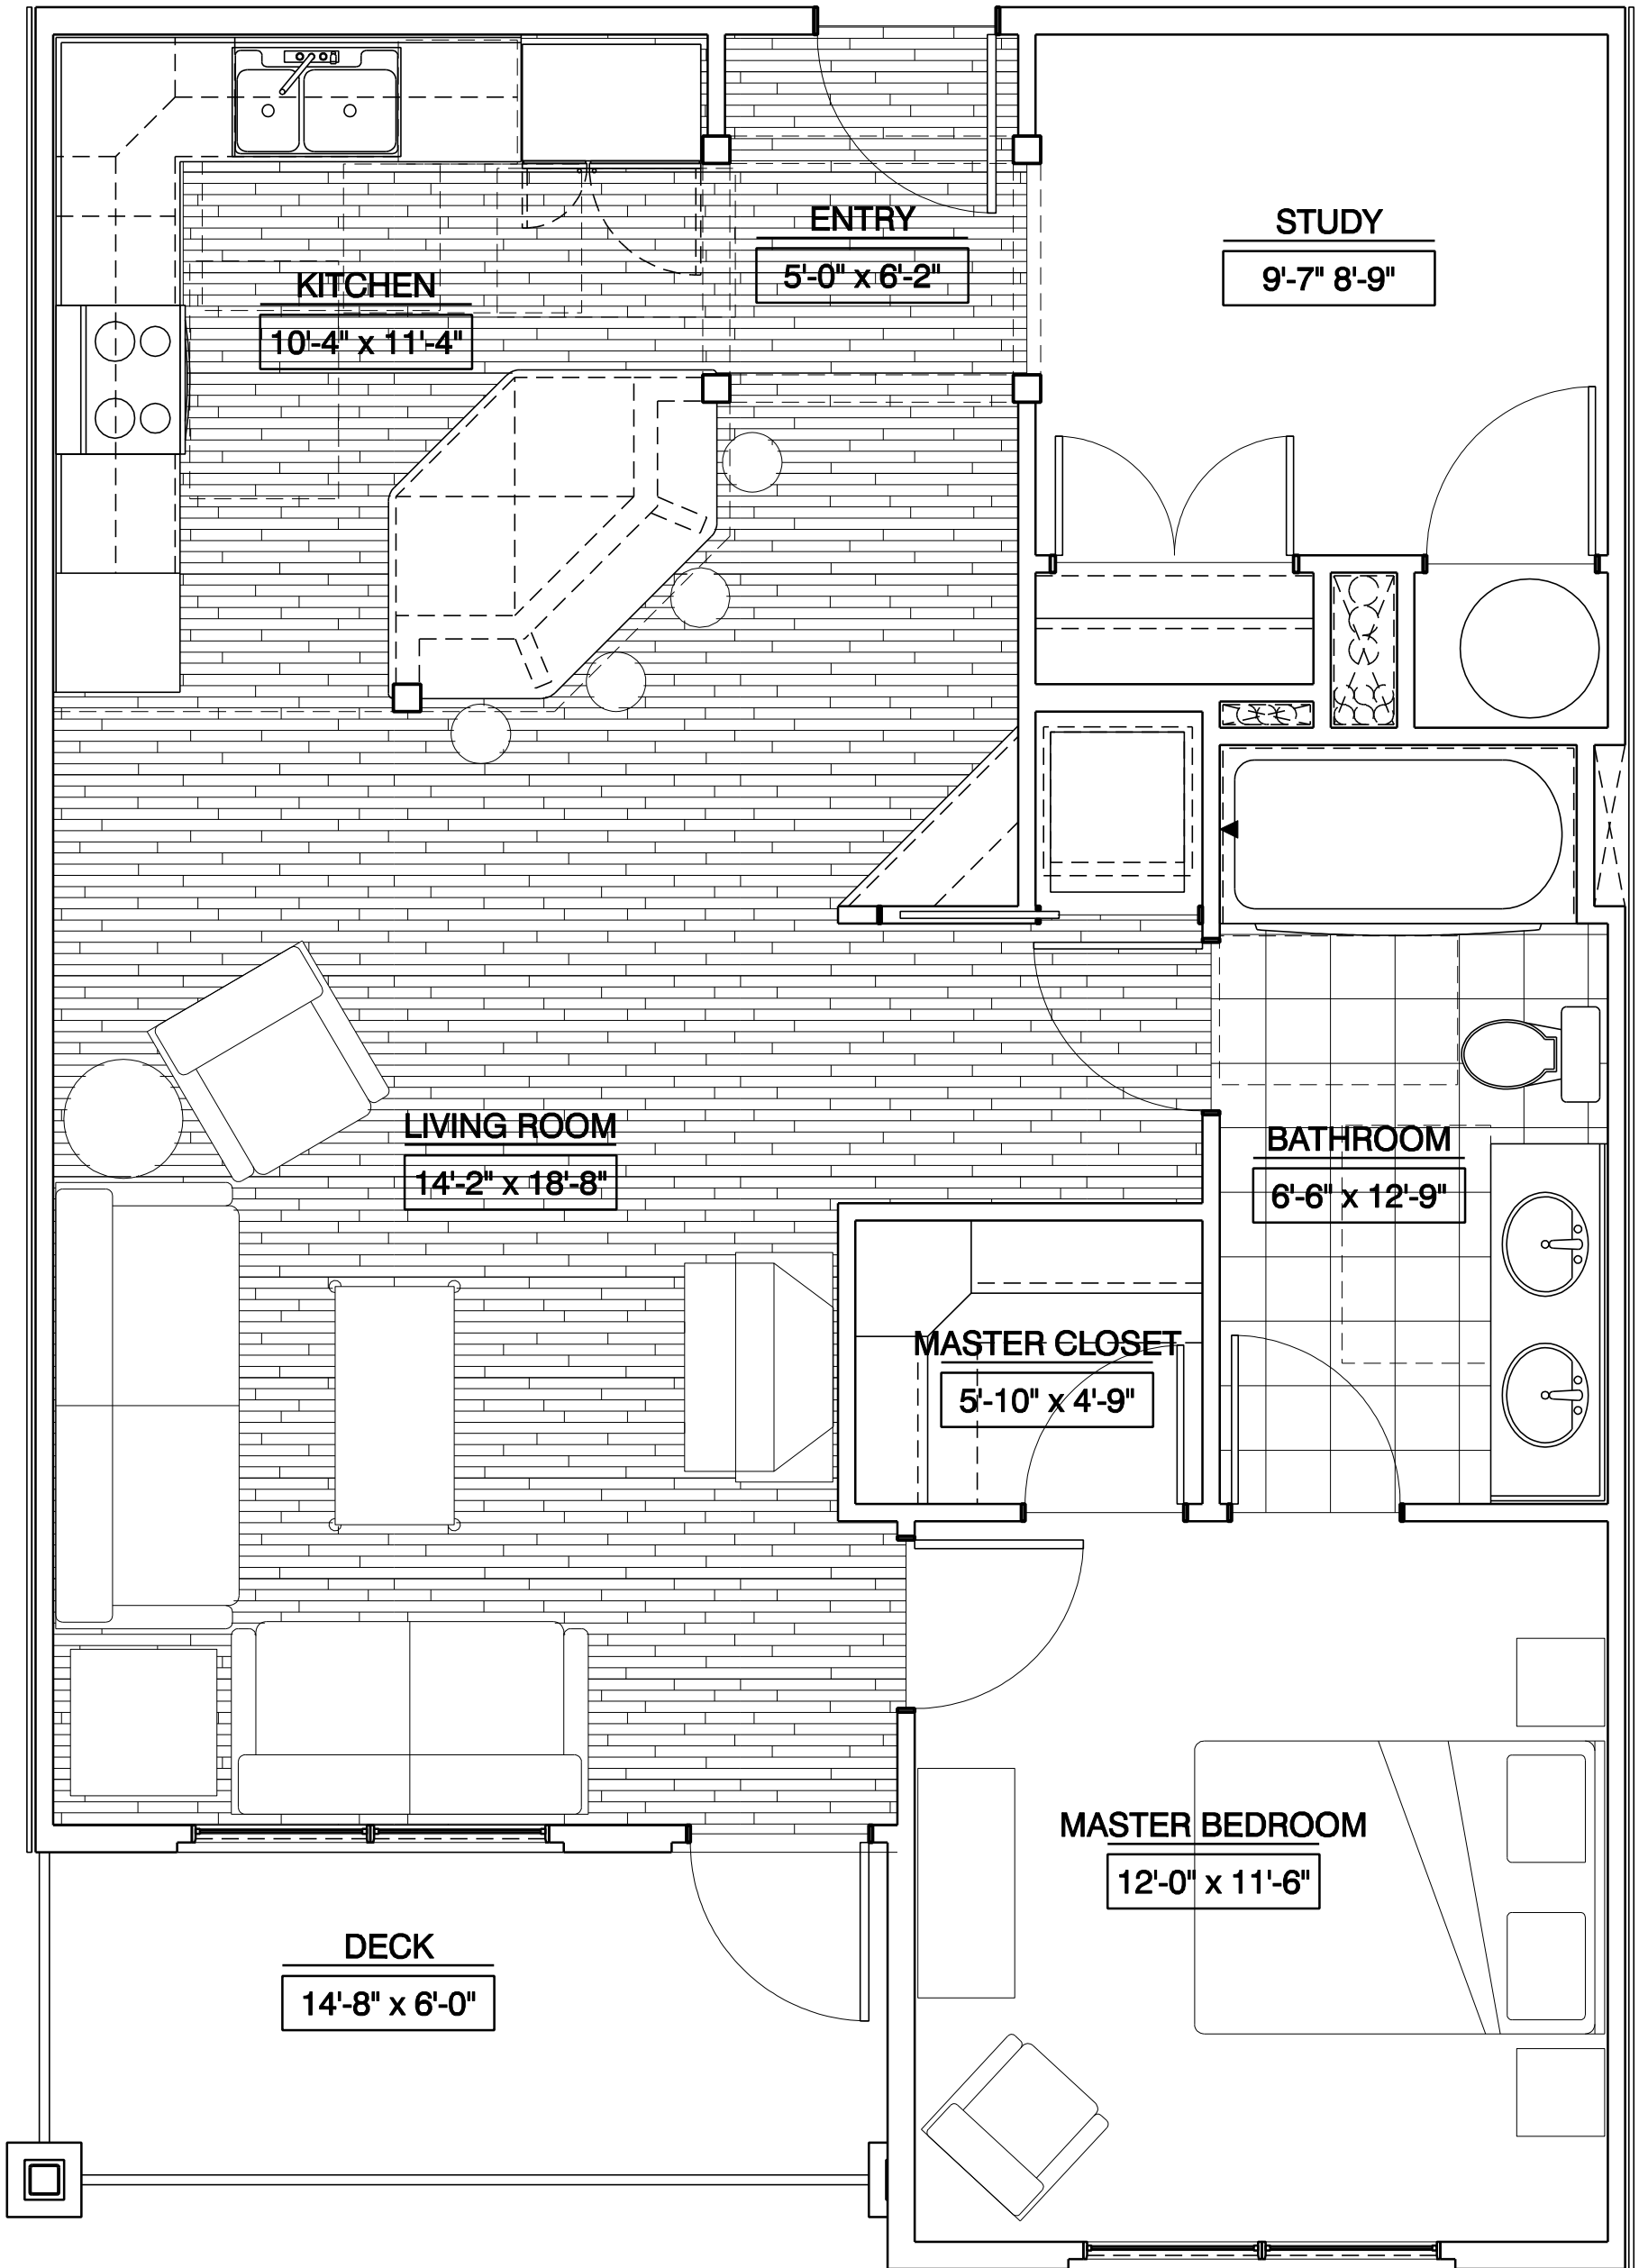 ENTRY
5'-0" x 6'-2"
STUDY
9'-7" 8'-9"
KITCHEN
10'-4" x 11'-4"
LIVING ROOM
14'-2" x 18'-8"
BATHROOM
6'-6" x 12'-9"
MASTER CLOSET
5'-10" x 4'-9"
MASTER BEDROOM
12'-0" x 11'-6"
DECK
14'-8" x 6'-0"